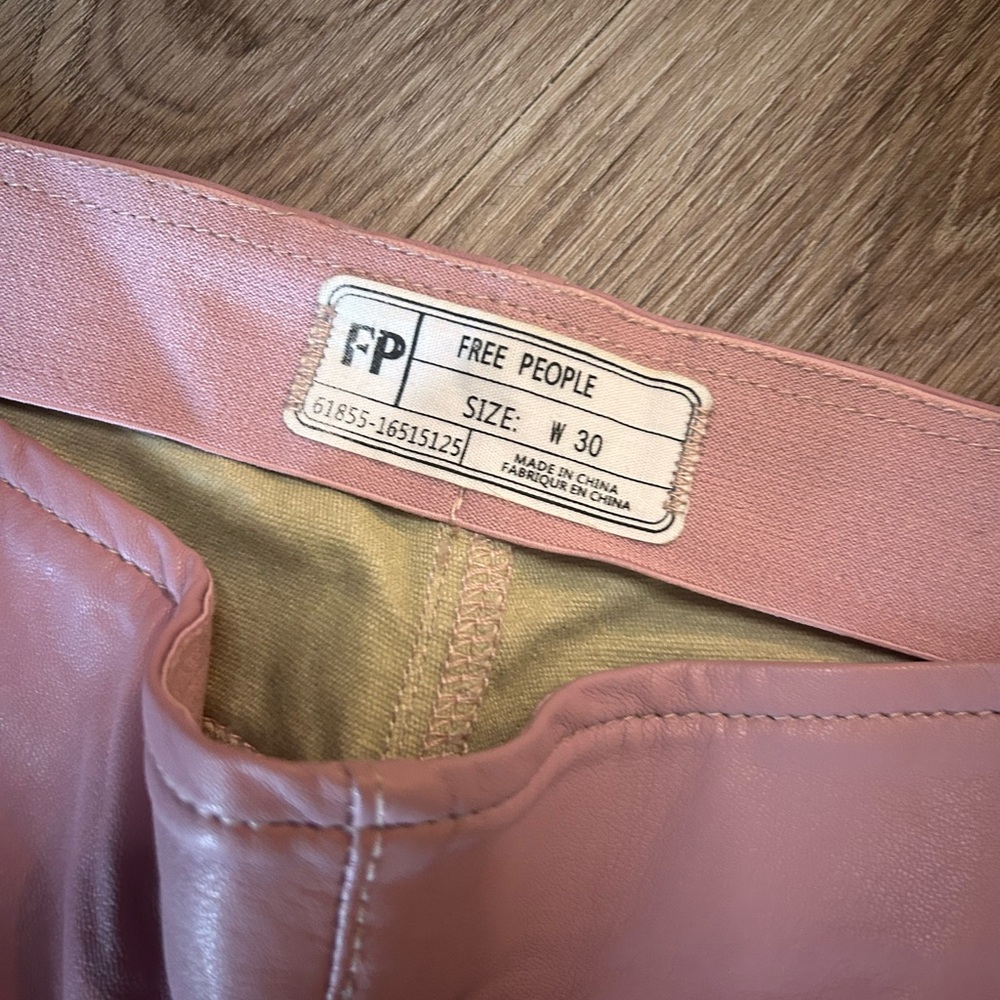 FP
FREE PEOPLE
SIZE: W 30
61855-16515125
MADE IN CHINA
FABRIQUR EN CHINA